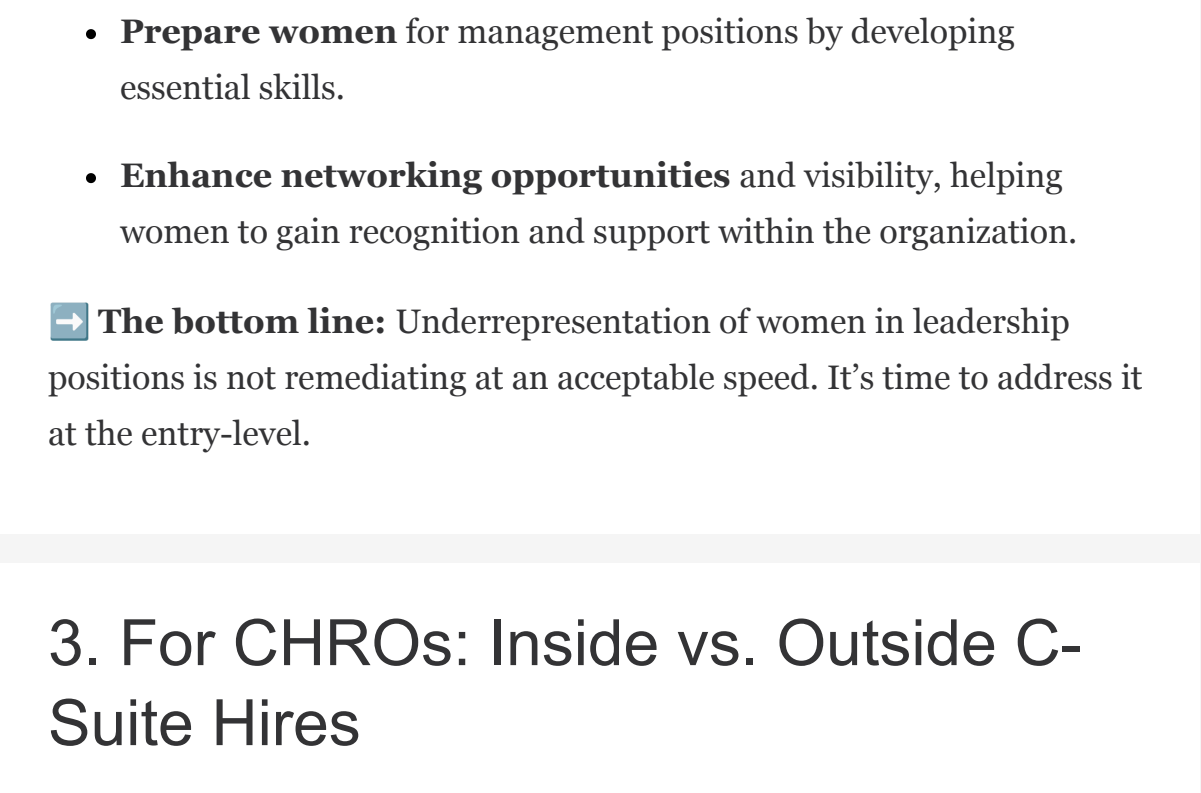 • Prepare women for management positions by developing
essential skills.
• Enhance networking opportunities and visibility, helping
women to gain recognition and support within the organization.
➡️ The bottom line: Underrepresentation of women in leadership
positions is not remediating at an acceptable speed. It’s time to address it
at the entry-level.
3. For CHROs: Inside vs. Outside C-
Suite Hires